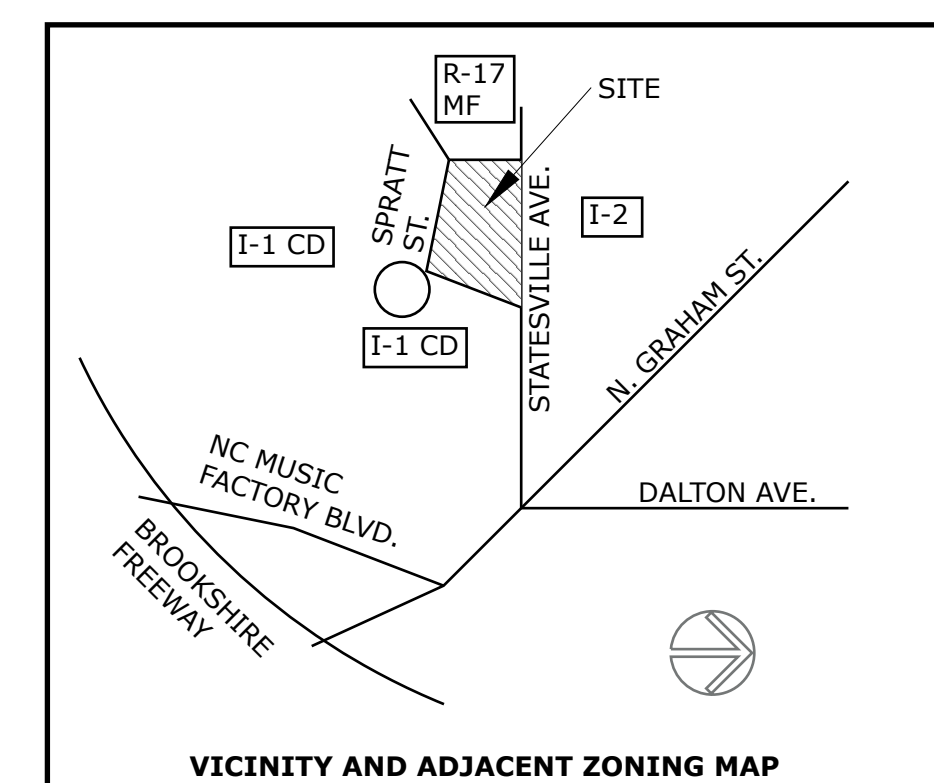 R-17
MF
SITE
SPRATT
ST.
STATESVILLE AVE.
I-2
I-1 CD
I-1 CD
N. GRAHAM ST.
NC MUSIC
FACTORY BLVD.
DALTON AVE.
BROOKSHIRE
FREEWAY
VICINITY AND ADJACENT ZONING MAP